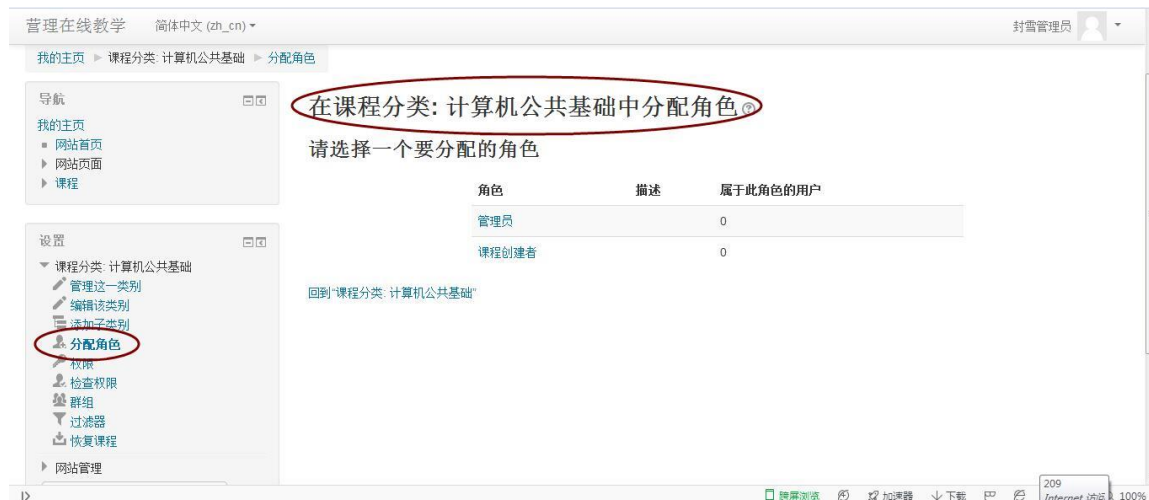 营理在线教学 简体中文 (zh_cn)
封雪管理员
我的主页 课程分类: 计算机公共基础 分配角色
导航
我的主页
网站首页
网站页面
课程
设置
课程分类: 计算机公共基础
管理这一类别
编辑该类别
添加子类别
分配角色
权限
检查权限
群组
过滤器
恢复课程
网站管理
在课程分类: 计算机公共基础中分配角色
请选择一个要分配的角色
角色 描述 属于此角色的用户
管理员 0
课程创建者 0
回到“课程分类: 计算机公共基础”
跨屏浏览 加速器 下载 100%
209
Internet 访问